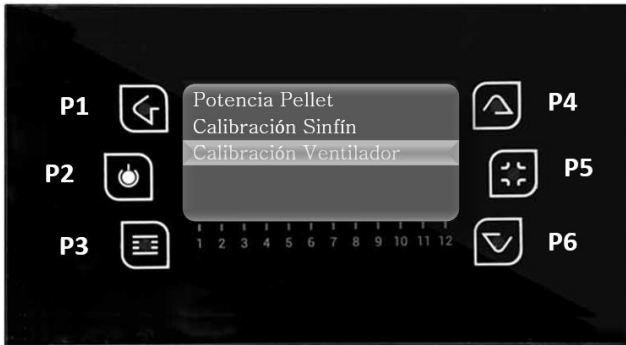 P1
P2
P3
Potencia Pellet
Calibración Sinfín
Calibración Ventilador
1 2 3 4 5 6 7 8 9 10 11 12
P4
P5
P6